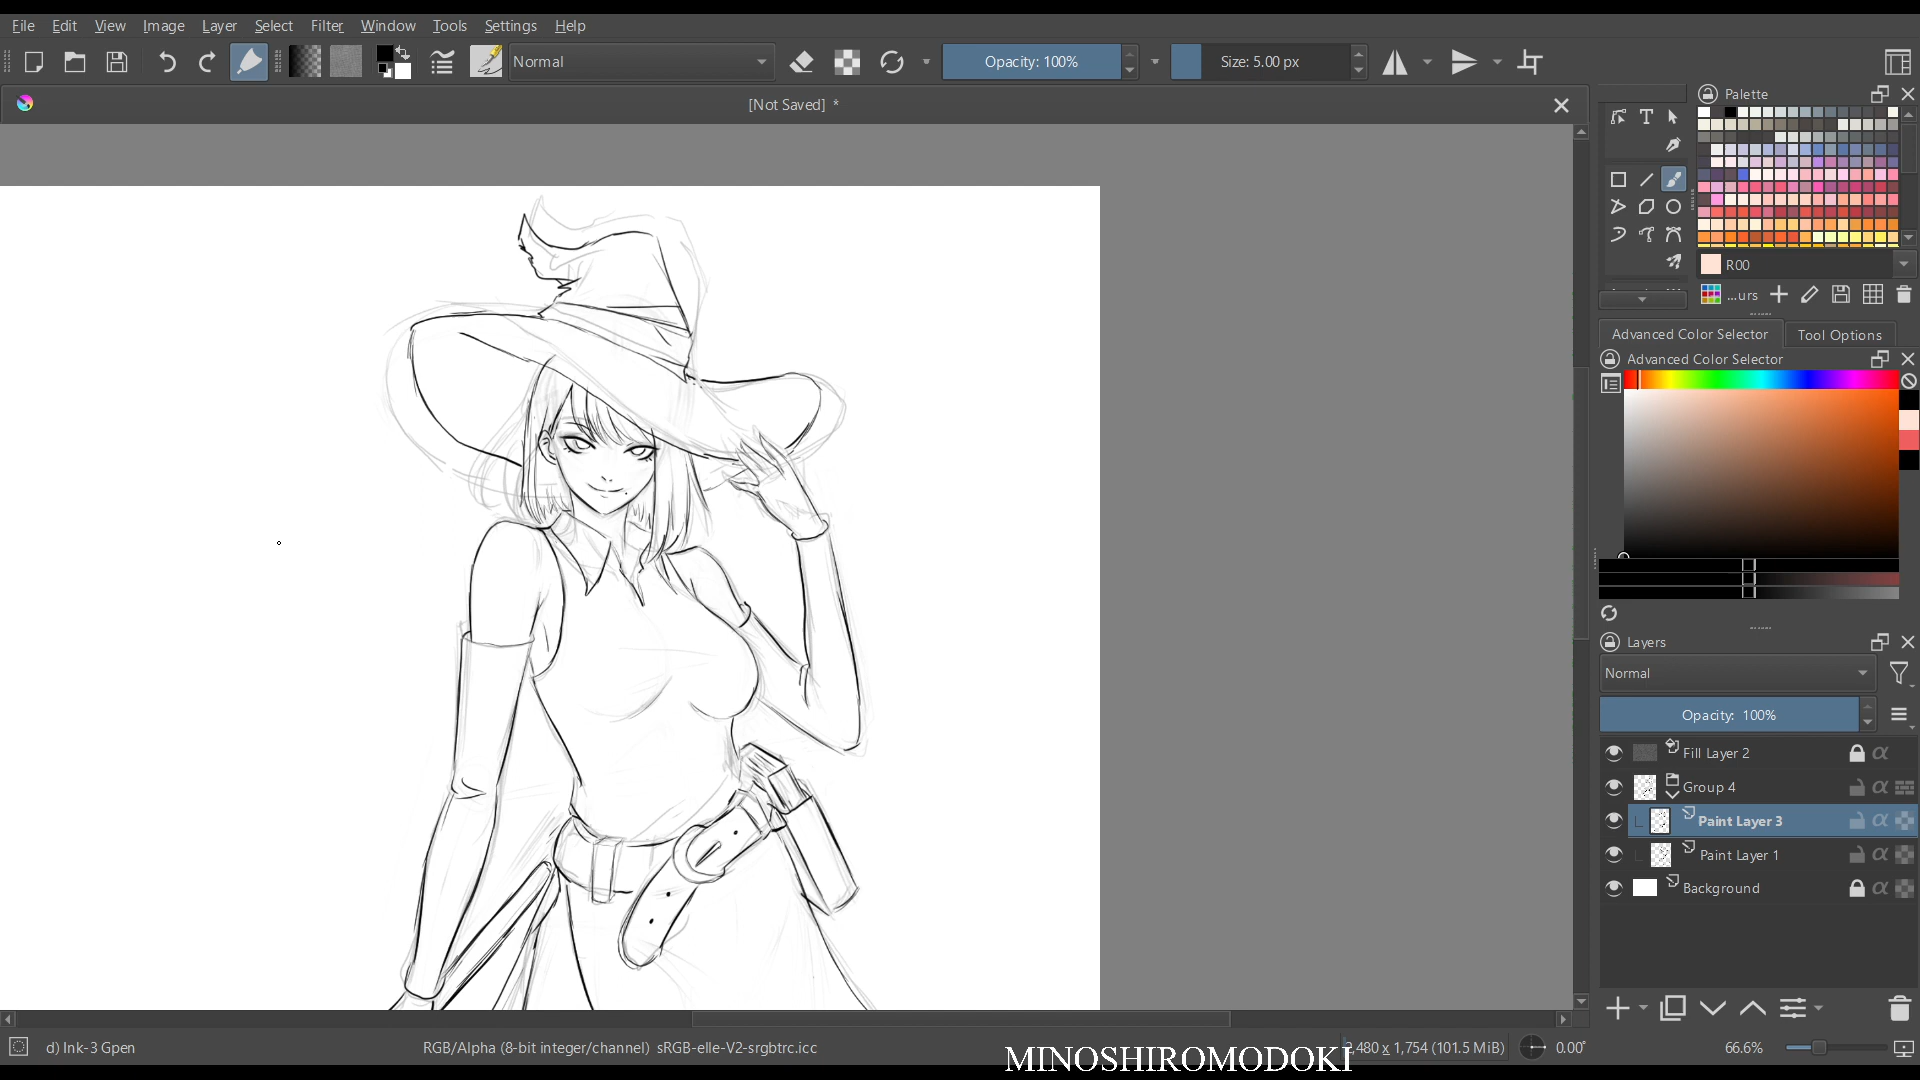 File Edit View Image Layer Select Filter Window Tools Settings Help
Normal Opacity: 100% Size: 5.00 px
[Not Saved] *
Palette
R00
...urs
Advanced Color Selector Tool Options
Advanced Color Selector
Layers
Normal
Opacity: 100%
Fill Layer 2
Group 4
Paint Layer 3
Paint Layer 1
Background
d) Ink-3 Gpen RGB/Alpha (8-bit integer/channel) sRGB-elle-V2-srgbtrc.icc 2,480 x 1,754 (101.5 MiB) 0.00° 66.6%
MINOSHIROMODOKI